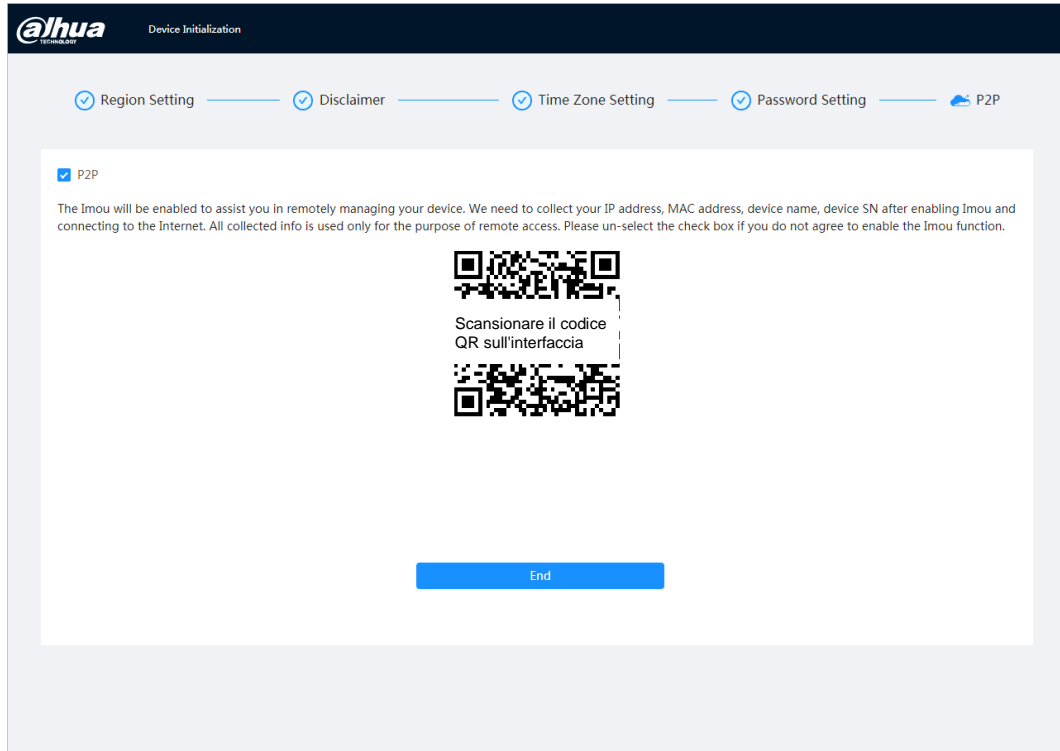 alhua
TECHNOLOGY
Device Initialization
Region Setting
Disclaimer
Time Zone Setting
Password Setting
P2P
P2P
The Imou will be enabled to assist you in remotely managing your device. We need to collect your IP address, MAC address, device name, device SN after enabling Imou and
connecting to the Internet. All collected info is used only for the purpose of remote access. Please un-select the check box if you do not agree to enable the Imou function.
Scansionare il codice
QR sull'interfaccia
End